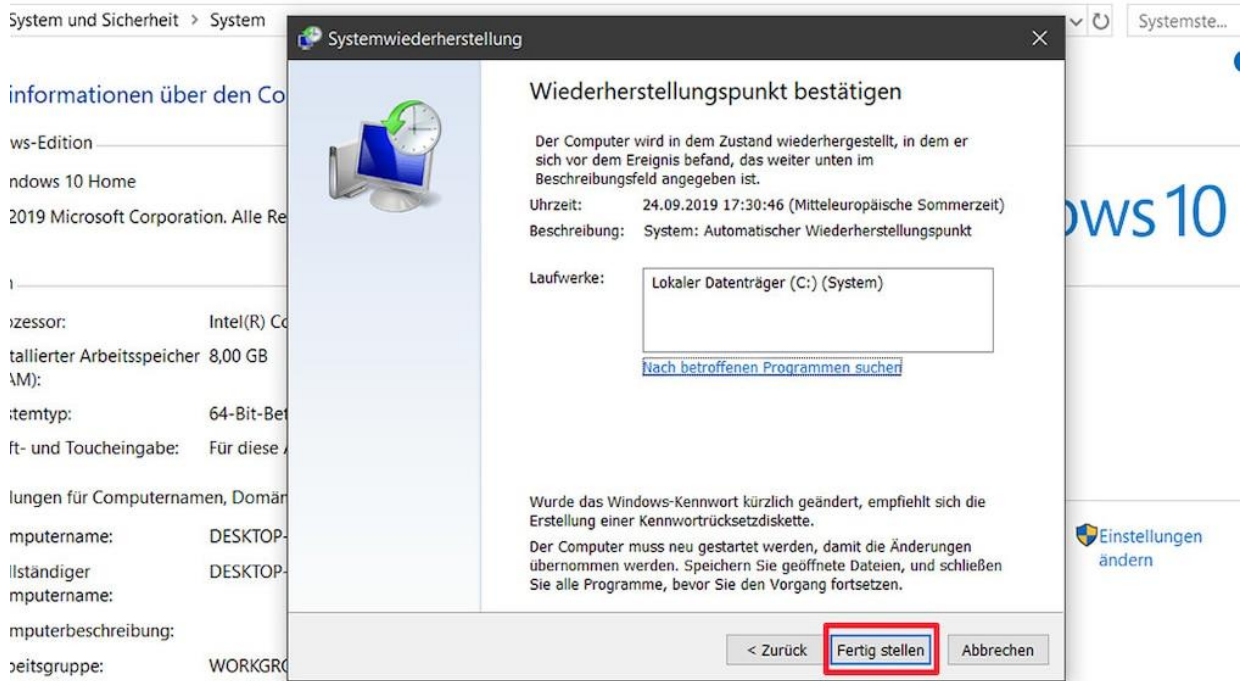 System und Sicherheit > System
Systemste...
Systemwiederherstellung
informationen über den Co
ws-Edition
ndows 10 Home
2019 Microsoft Corporation. Alle Re
ows 10
ozessor: Intel(R) Co
tallierter Arbeitsspeicher 8,00 GB
AM):
stemtyp: 64-Bit-Bet
ft- und Toucheingabe: Für diese A
lungen für Computernamen, Domän
mputername: DESKTOP-
llständiger DESKTOP-
mputername:
mputerbeschreibung:
beitsgruppe: WORKGRO
Wiederherstellungspunkt bestätigen
Der Computer wird in dem Zustand wiederhergestellt, in dem er
sich vor dem Ereignis befand, das weiter unten im
Beschreibungsfeld angegeben ist.
Uhrzeit: 24.09.2019 17:30:46 (Mitteleuropäische Sommerzeit)
Beschreibung: System: Automatischer Wiederherstellungspunkt
Laufwerke: Lokaler Datenträger (C:) (System)
Nach betroffenen Programmen suchen
Wurde das Windows-Kennwort kürzlich geändert, empfiehlt sich die
Erstellung einer Kennwortrücksetzdiskette.
Der Computer muss neu gestartet werden, damit die Änderungen
übernommen werden. Speichern Sie geöffnete Dateien, und schließen
Sie alle Programme, bevor Sie den Vorgang fortsetzen.
< Zurück Fertig stellen Abbrechen
Einstellungen
ändern